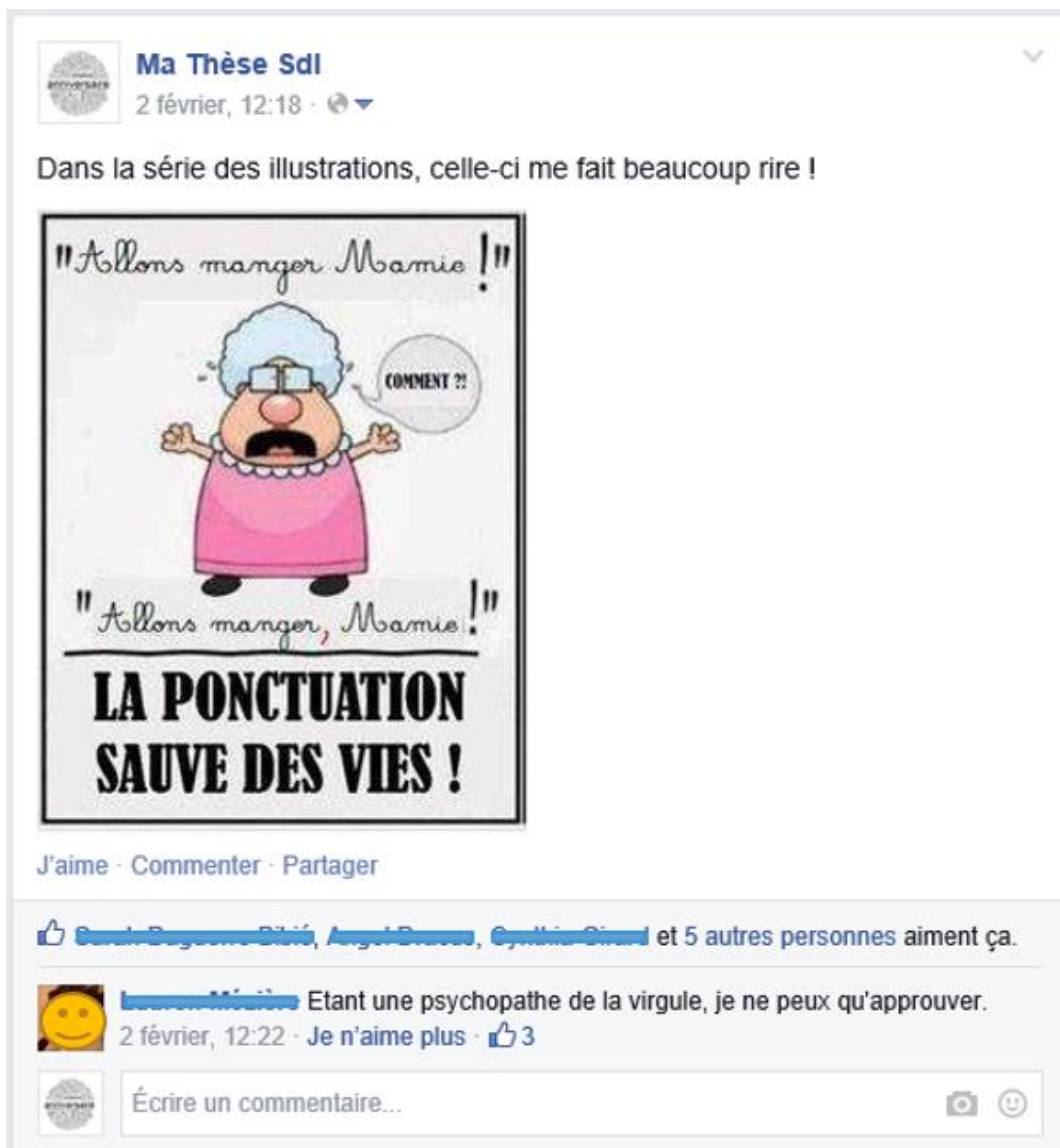 Ma Thèse Sdl
2 février, 12:18 ·
Dans la série des illustrations, celle-ci me fait beaucoup rire !
"Allons manger Mamie !"
COMMENT ?!
"Allons manger, Mamie !"
LA PONCTUATION
SAUVE DES VIES !
J'aime · Commenter · Partager
et 5 autres personnes aiment ça.
Etant une psychopathe de la virgule, je ne peux qu'approuver.
2 février, 12:22 · Je n'aime plus · 3
Écrire un commentaire...